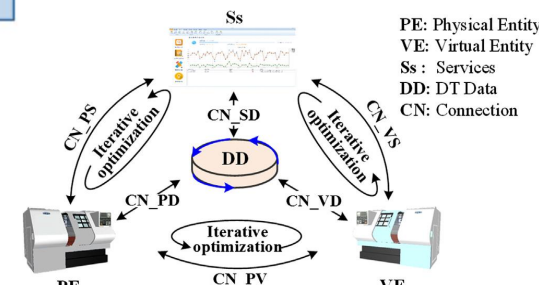 Ss
PE: Physical Entity
VE: Virtual Entity
Ss : Services
DD: DT Data
CN: Connection
CN_PS
Iterative
optimization
CN_SD
Iterative
optimization
CN_VS
DD
CN_PD
CN_VD
Iterative
optimization
CN_PV
PE
VE